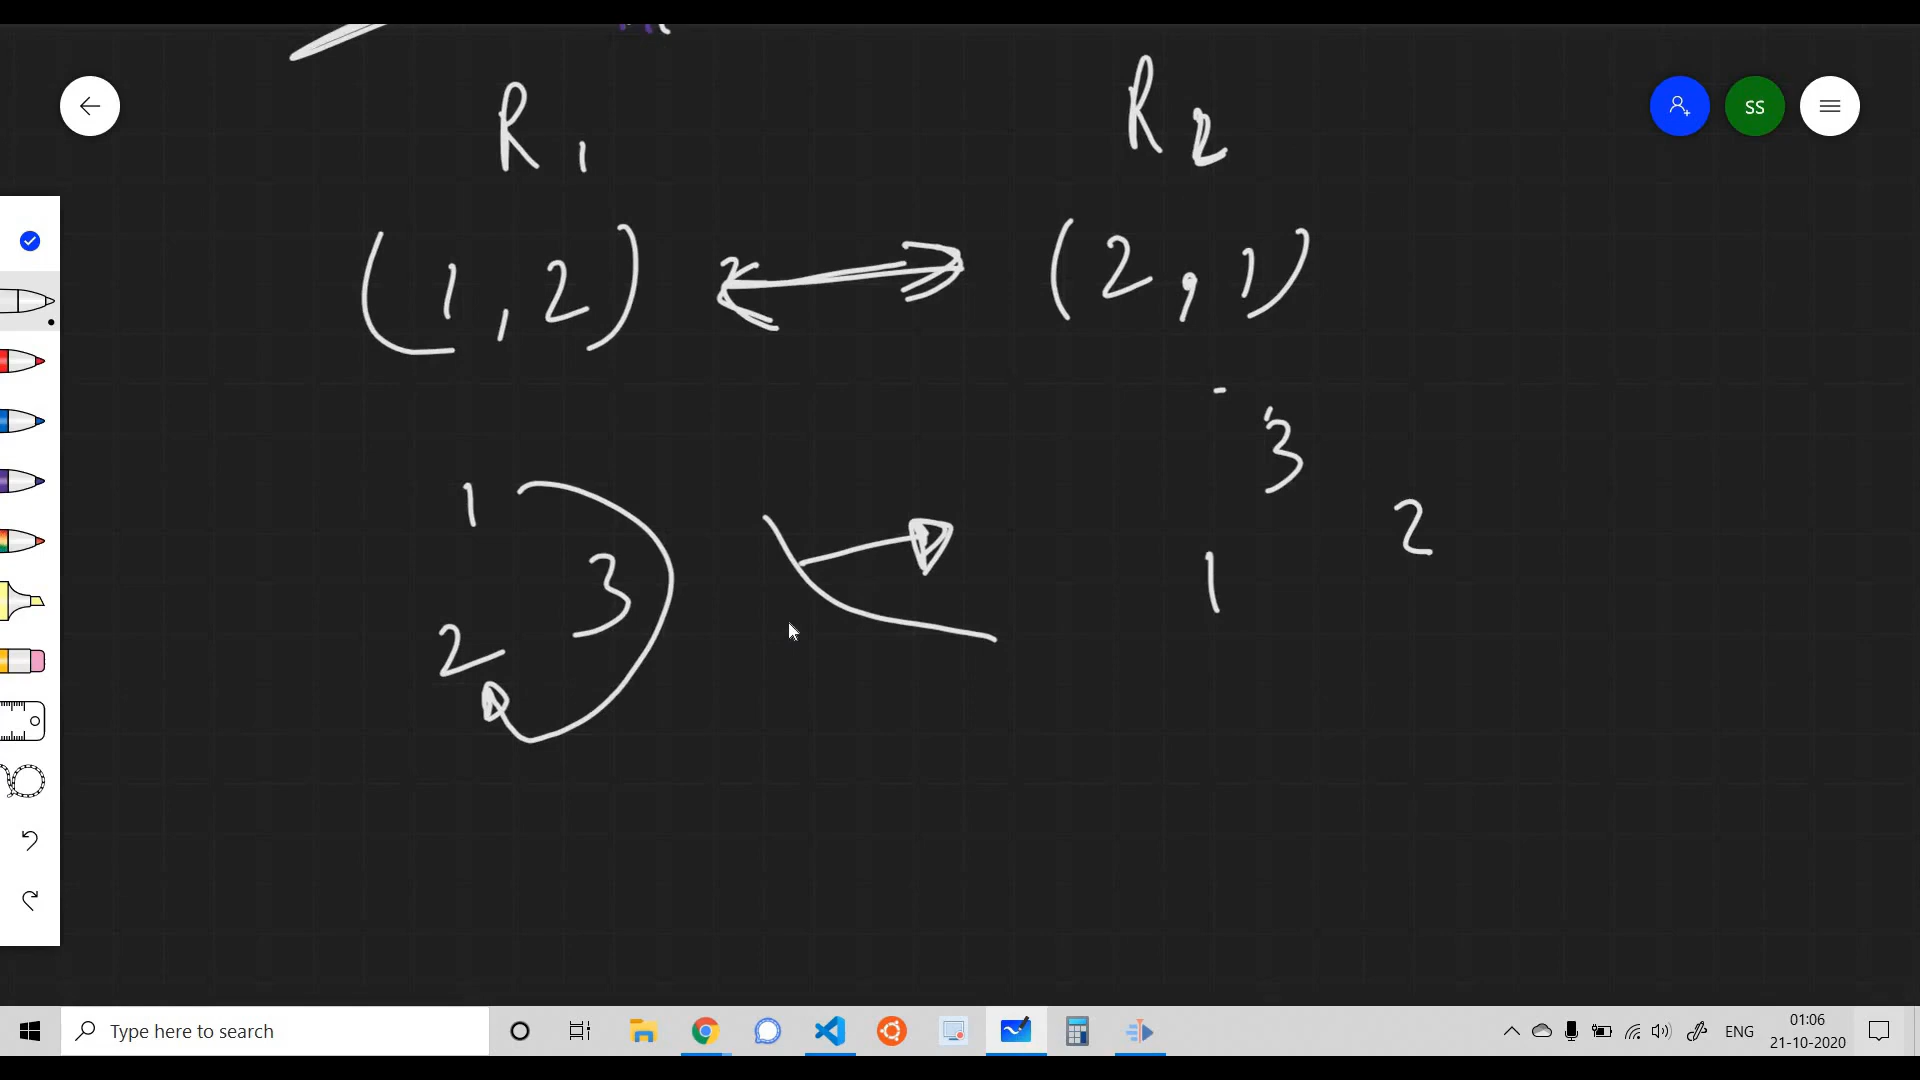 R₁ R₂
SS
(1, 2) (2, 1)
3
1 2
3 1
2
Type here to search
ENG
01:06
21-10-2020